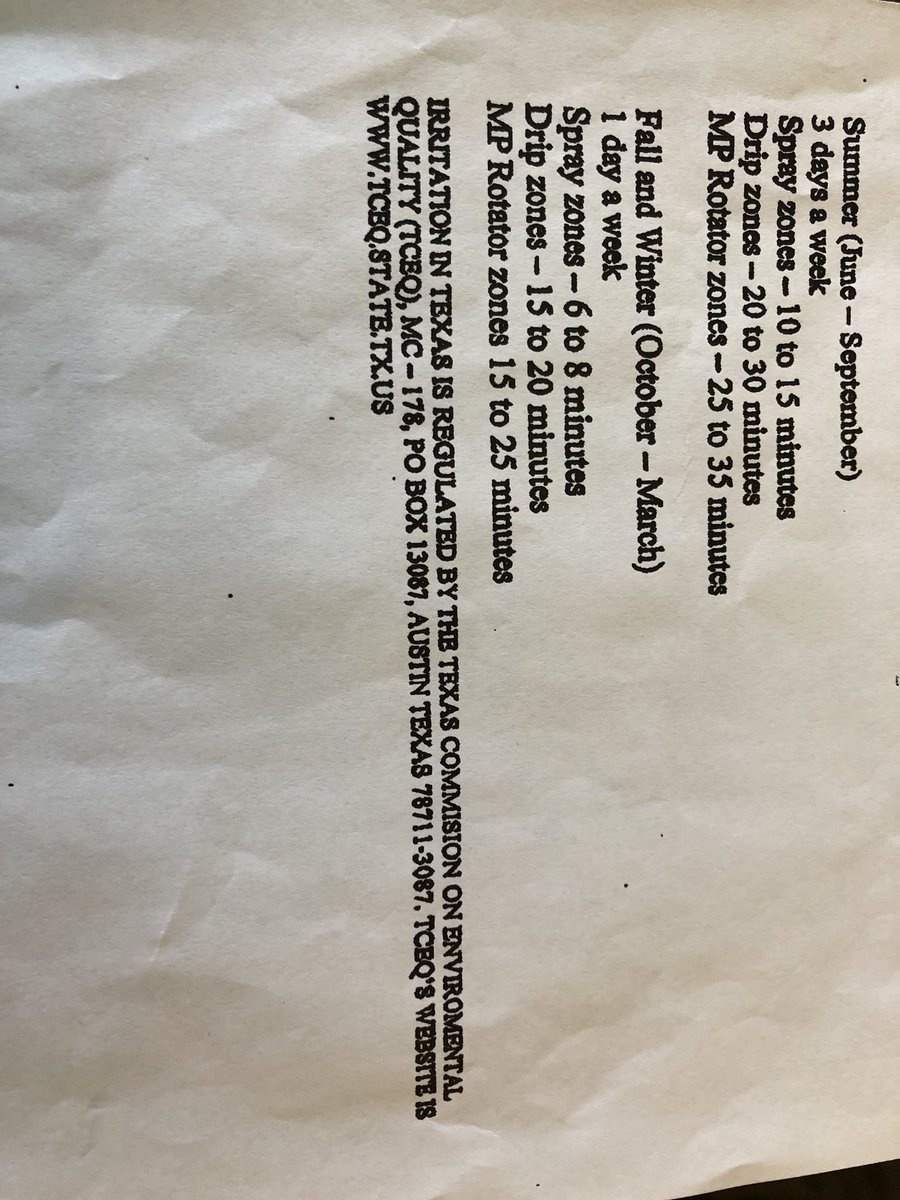 Summer (June – September)
3 days a week
Spray zones – 10 to 15 minutes
Drip zones – 20 to 30 minutes
MP Rotator zones – 25 to 35 minutes
Fall and Winter (October – March)
1 day a week
Spray zones – 6 to 8 minutes
Drip zones – 15 to 20 minutes
MP Rotator zones 15 to 25 minutes
IRRITATION IN TEXAS IS REGULATED BY THE TEXAS COMMISION ON ENVIROMENTAL
QUALITY (TCEQ), MC – 178, PO BOX 13087, AUSTIN TEXAS 78711-3087. TCEQ'S WEBSITE IS
WWW.TCEQ.STATE.TX.US